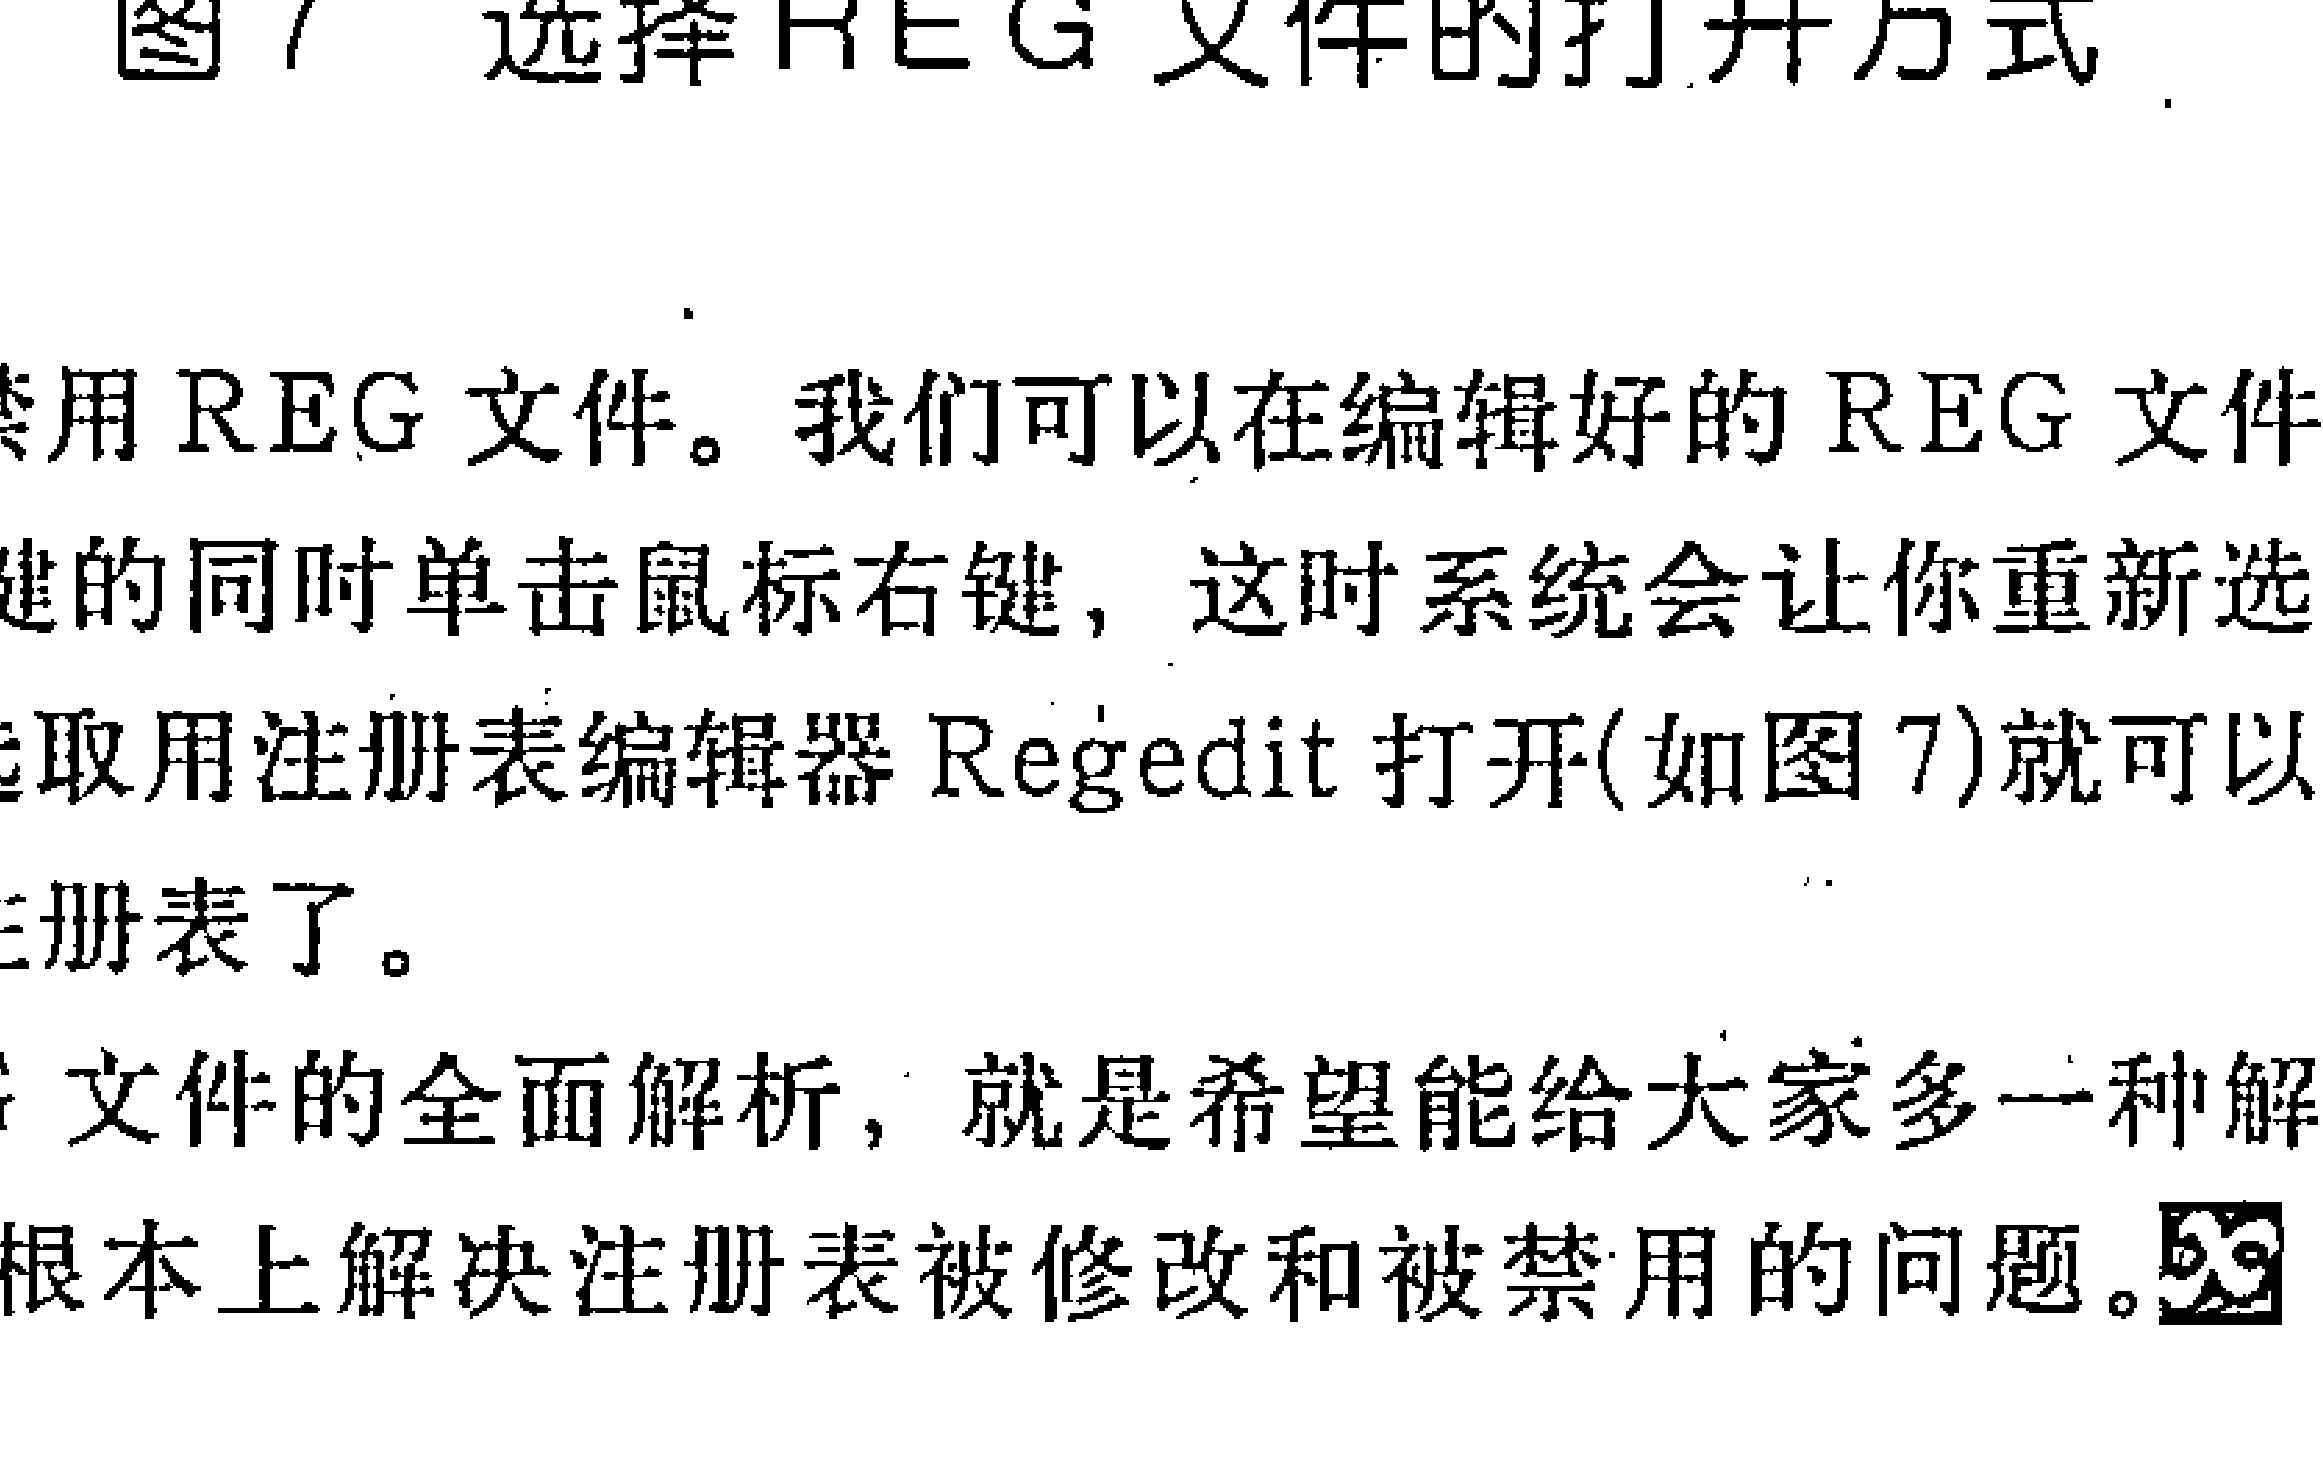 图7 选择REG文件的打开方式
禁用REG文件。我们可以在编辑好的REG文件
键的同时单击鼠标右键，这时系统会让你重新选
取用注册表编辑器Regedit打开(如图7)就可以
注册表了。
文件的全面解析，就是希望能给大家多一种解
根本上解决注册表被修改和被禁用的问题。